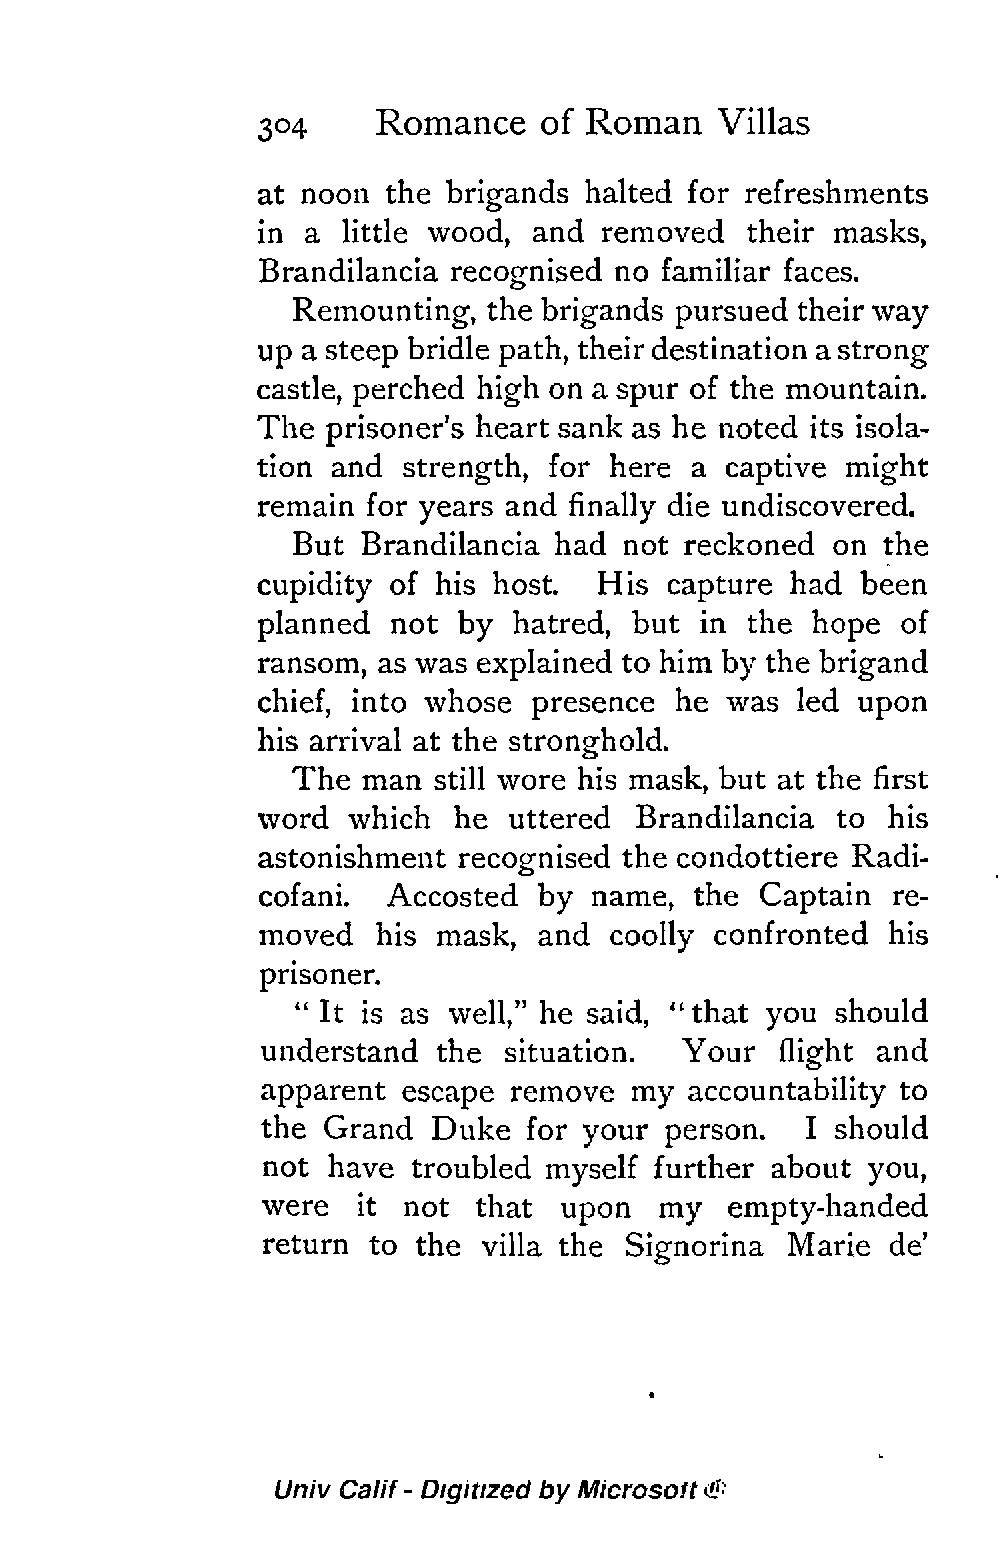 304 Romance of Roman Villas
at noon the brigands halted for refreshments
in a little wood, and removed their masks,
Brandilancia recognised no familiar faces.
Remounting, the brigands pursued their way
up a steep bridle path, their destination a strong
castle, perched high on a spur of the mountain.
The prisoner's heart sank as he noted its isola-
tion and strength, for here a captive might
remain for years and finally die undiscovered.
But Brandilancia had not reckoned on the
cupidity of his host. His capture had been
planned not by hatred, but in the hope of
ransom, as was explained to him by the brigand
chief, into whose presence he was led upon
his arrival at the stronghold.
The man still wore his mask, but at the first
word which he uttered Brandilancia to his
astonishment recognised the condottiere Radi-
cofani. Accosted by name, the Captain re-
moved his mask, and coolly confronted his
prisoner.
"It is as well," he said, "that you should
understand the situation. Your flight and
apparent escape remove my accountability to
the Grand Duke for your person. I should
not have troubled myself further about you,
were it not that upon my empty-handed
return to the villa the Signorina Marie de'
Univ Calif - Digitized by Microsoft ®